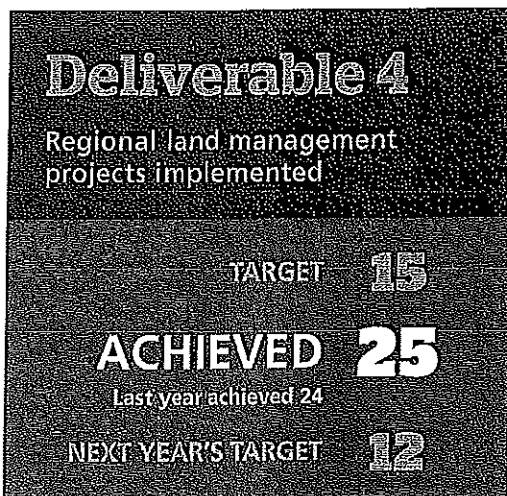 Deliverable 4
Regional land management
projects implemented
TARGET 15
ACHIEVED 25
Last year achieved 24
NEXT YEAR'S TARGET 12